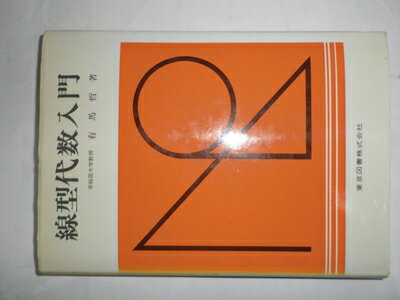 線型代数入門
早稲田大学教授 有馬哲著
東京図書株式会社